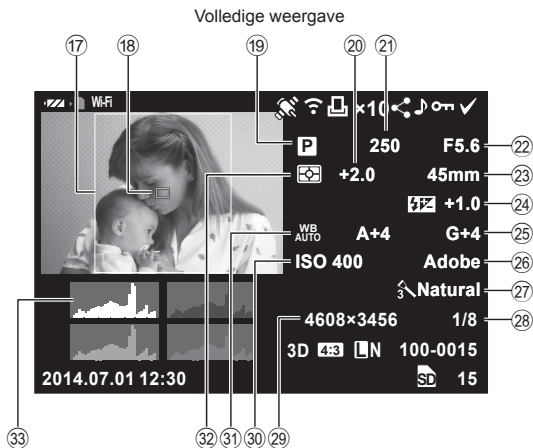 Volledige weergave
⑰ ⑱ ⑲ ⑳ ㉑
Wi-Fi ×10
P 250 F5.6 ㉒
+2.0 45mm ㉓
+1.0 ㉔
WB AUTO A+4 G+4 ㉕
ISO 400 Adobe ㉖
3 Natural ㉗
4608×3456 1/8 ㉘
3D 4:3 LN 100-0015
2014.07.01 12:30 SD 15
㉝ ㉜ ㉛ ㉚ ㉙